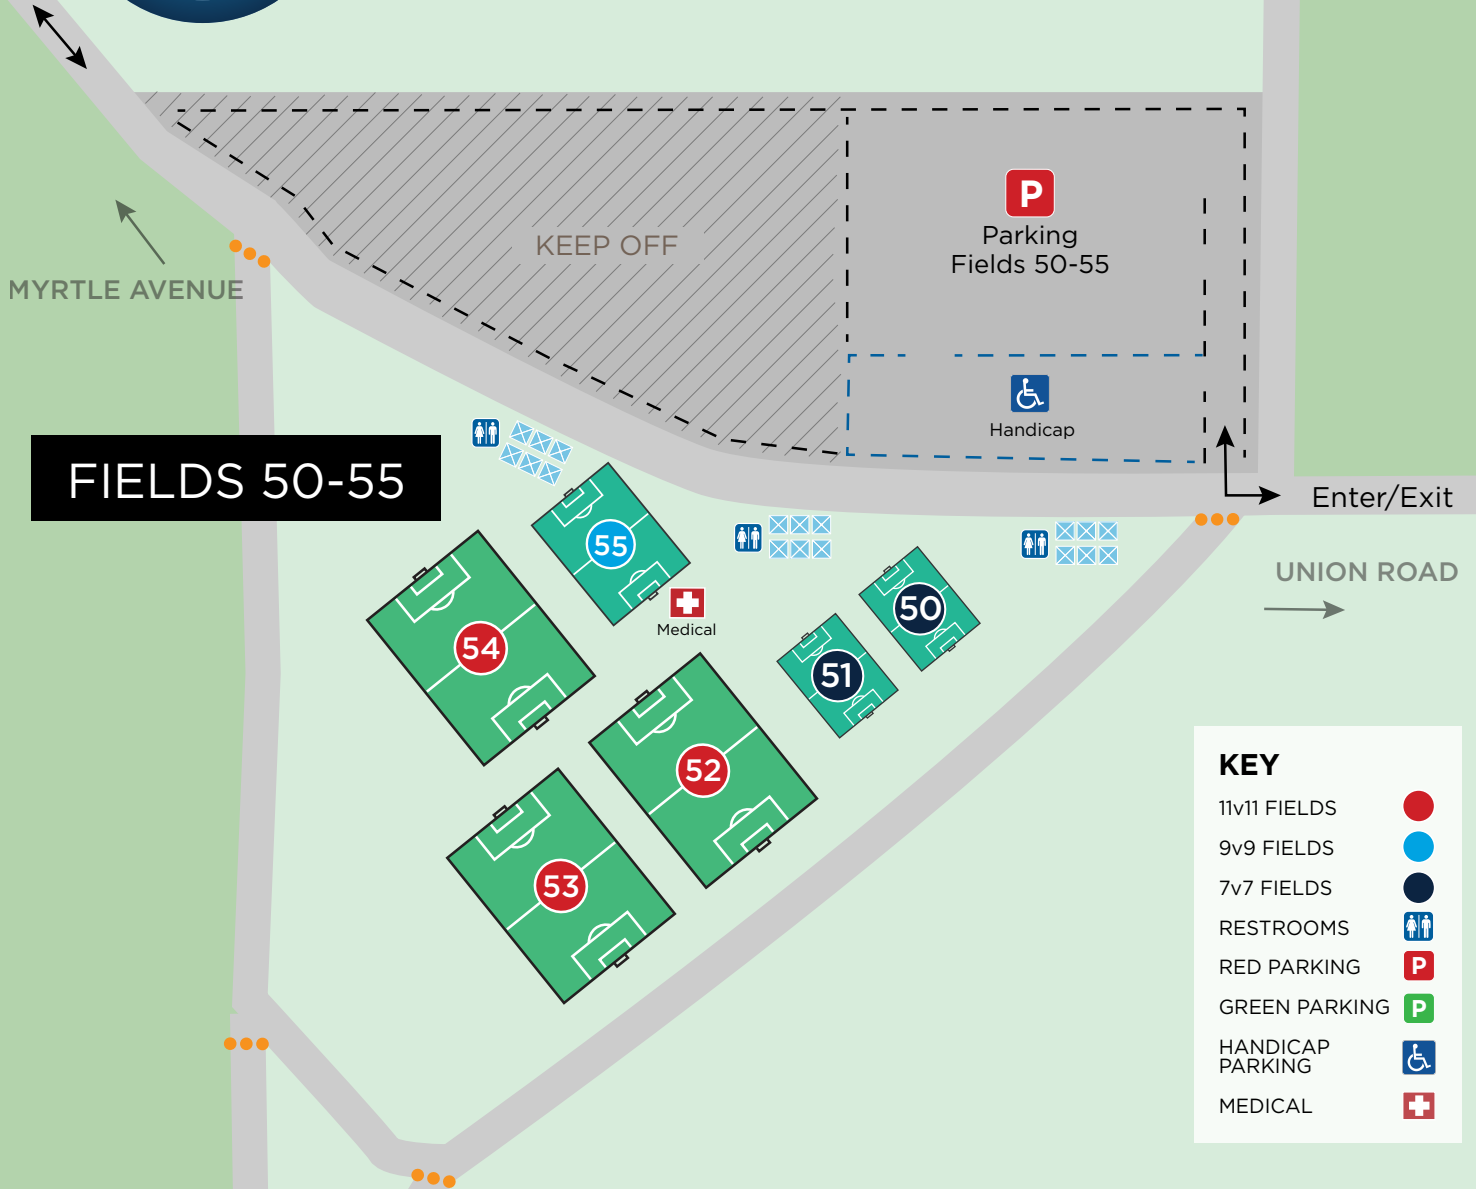 P
Parking
Fields 50-55
KEEP OFF
MYRTLE AVENUE
Handicap
FIELDS 50-55
Enter/Exit
55
UNION ROAD
50
Medical
54
51
52
53
KEY
11v11 FIELDS
9v9 FIELDS
7v7 FIELDS
RESTROOMS
RED PARKING P
GREEN PARKING P
HANDICAP
PARKING
MEDICAL